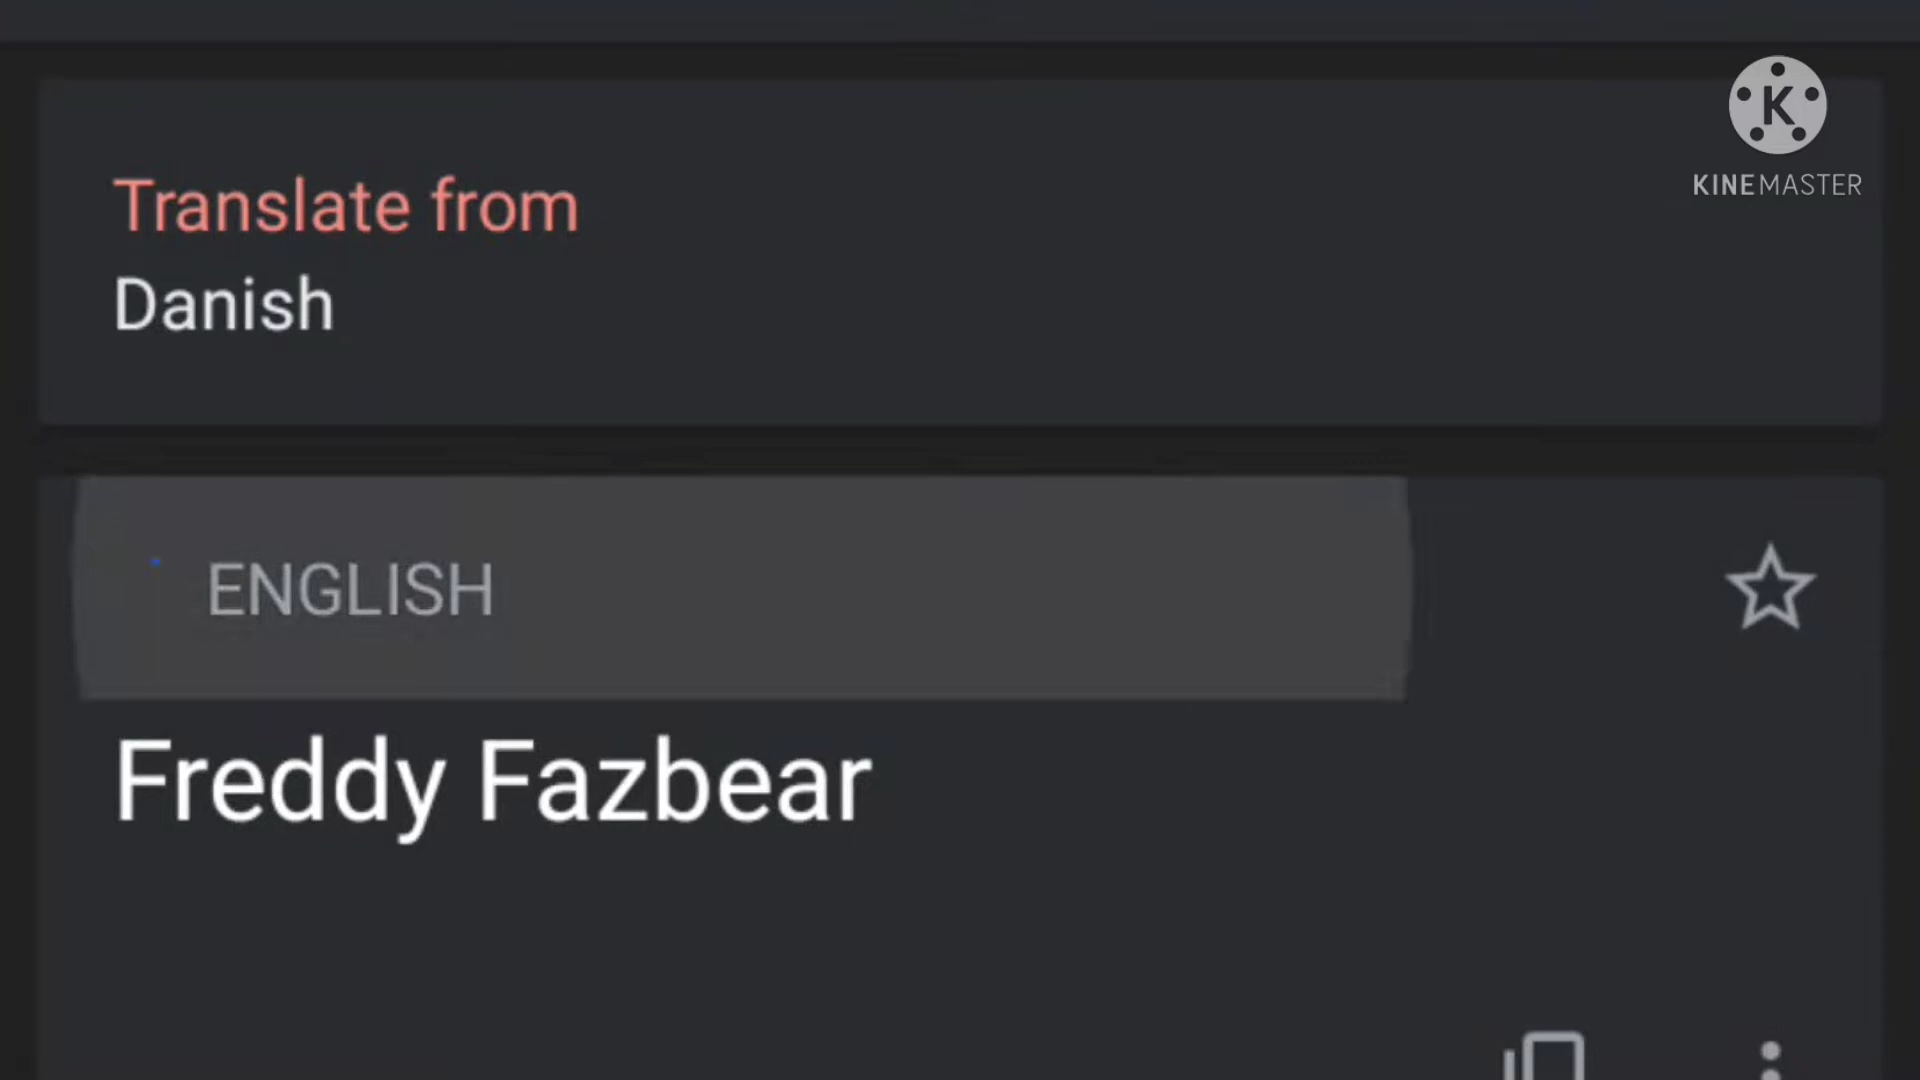 K
KINEMASTER
Translate from
Danish
ENGLISH
Freddy Fazbear